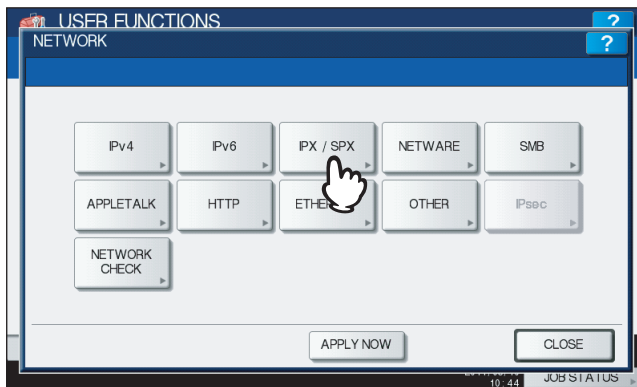 USER FUNCTIONS ?
NETWORK ?
IPv4 IPv6 IPX / SPX NETWARE SMB
APPLETALK HTTP OTHER IPsec
NETWORK
CHECK
APPLY NOW CLOSE
10:44 JOB STATUS